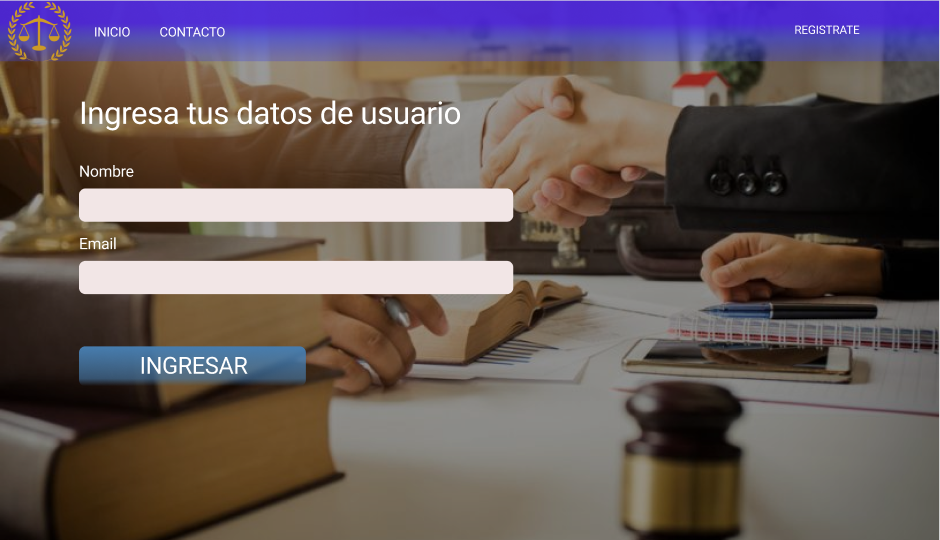 INICIO
CONTACTO
REGISTRATE
Ingresa tus datos de usuario
Nombre
Email
INGRESAR